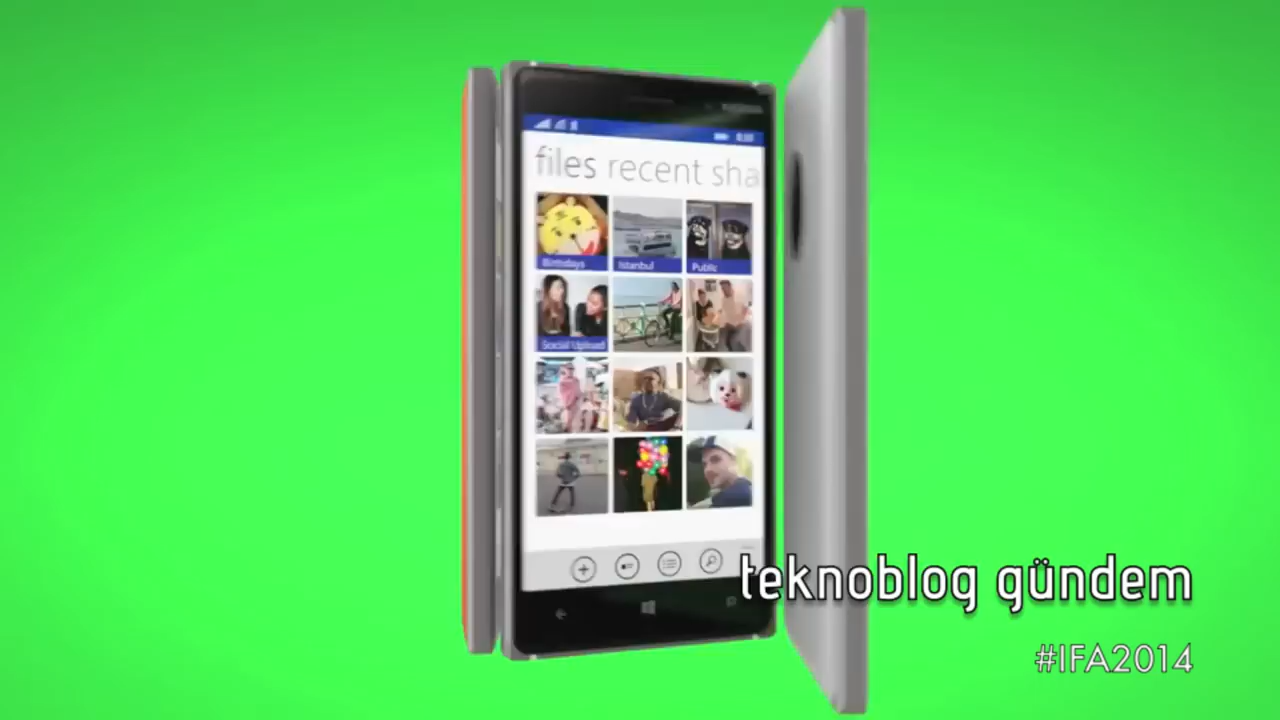 files recent sha
Birthdays
Istanbul
Public
Social Upload
teknoblog gündem
#IFA2014